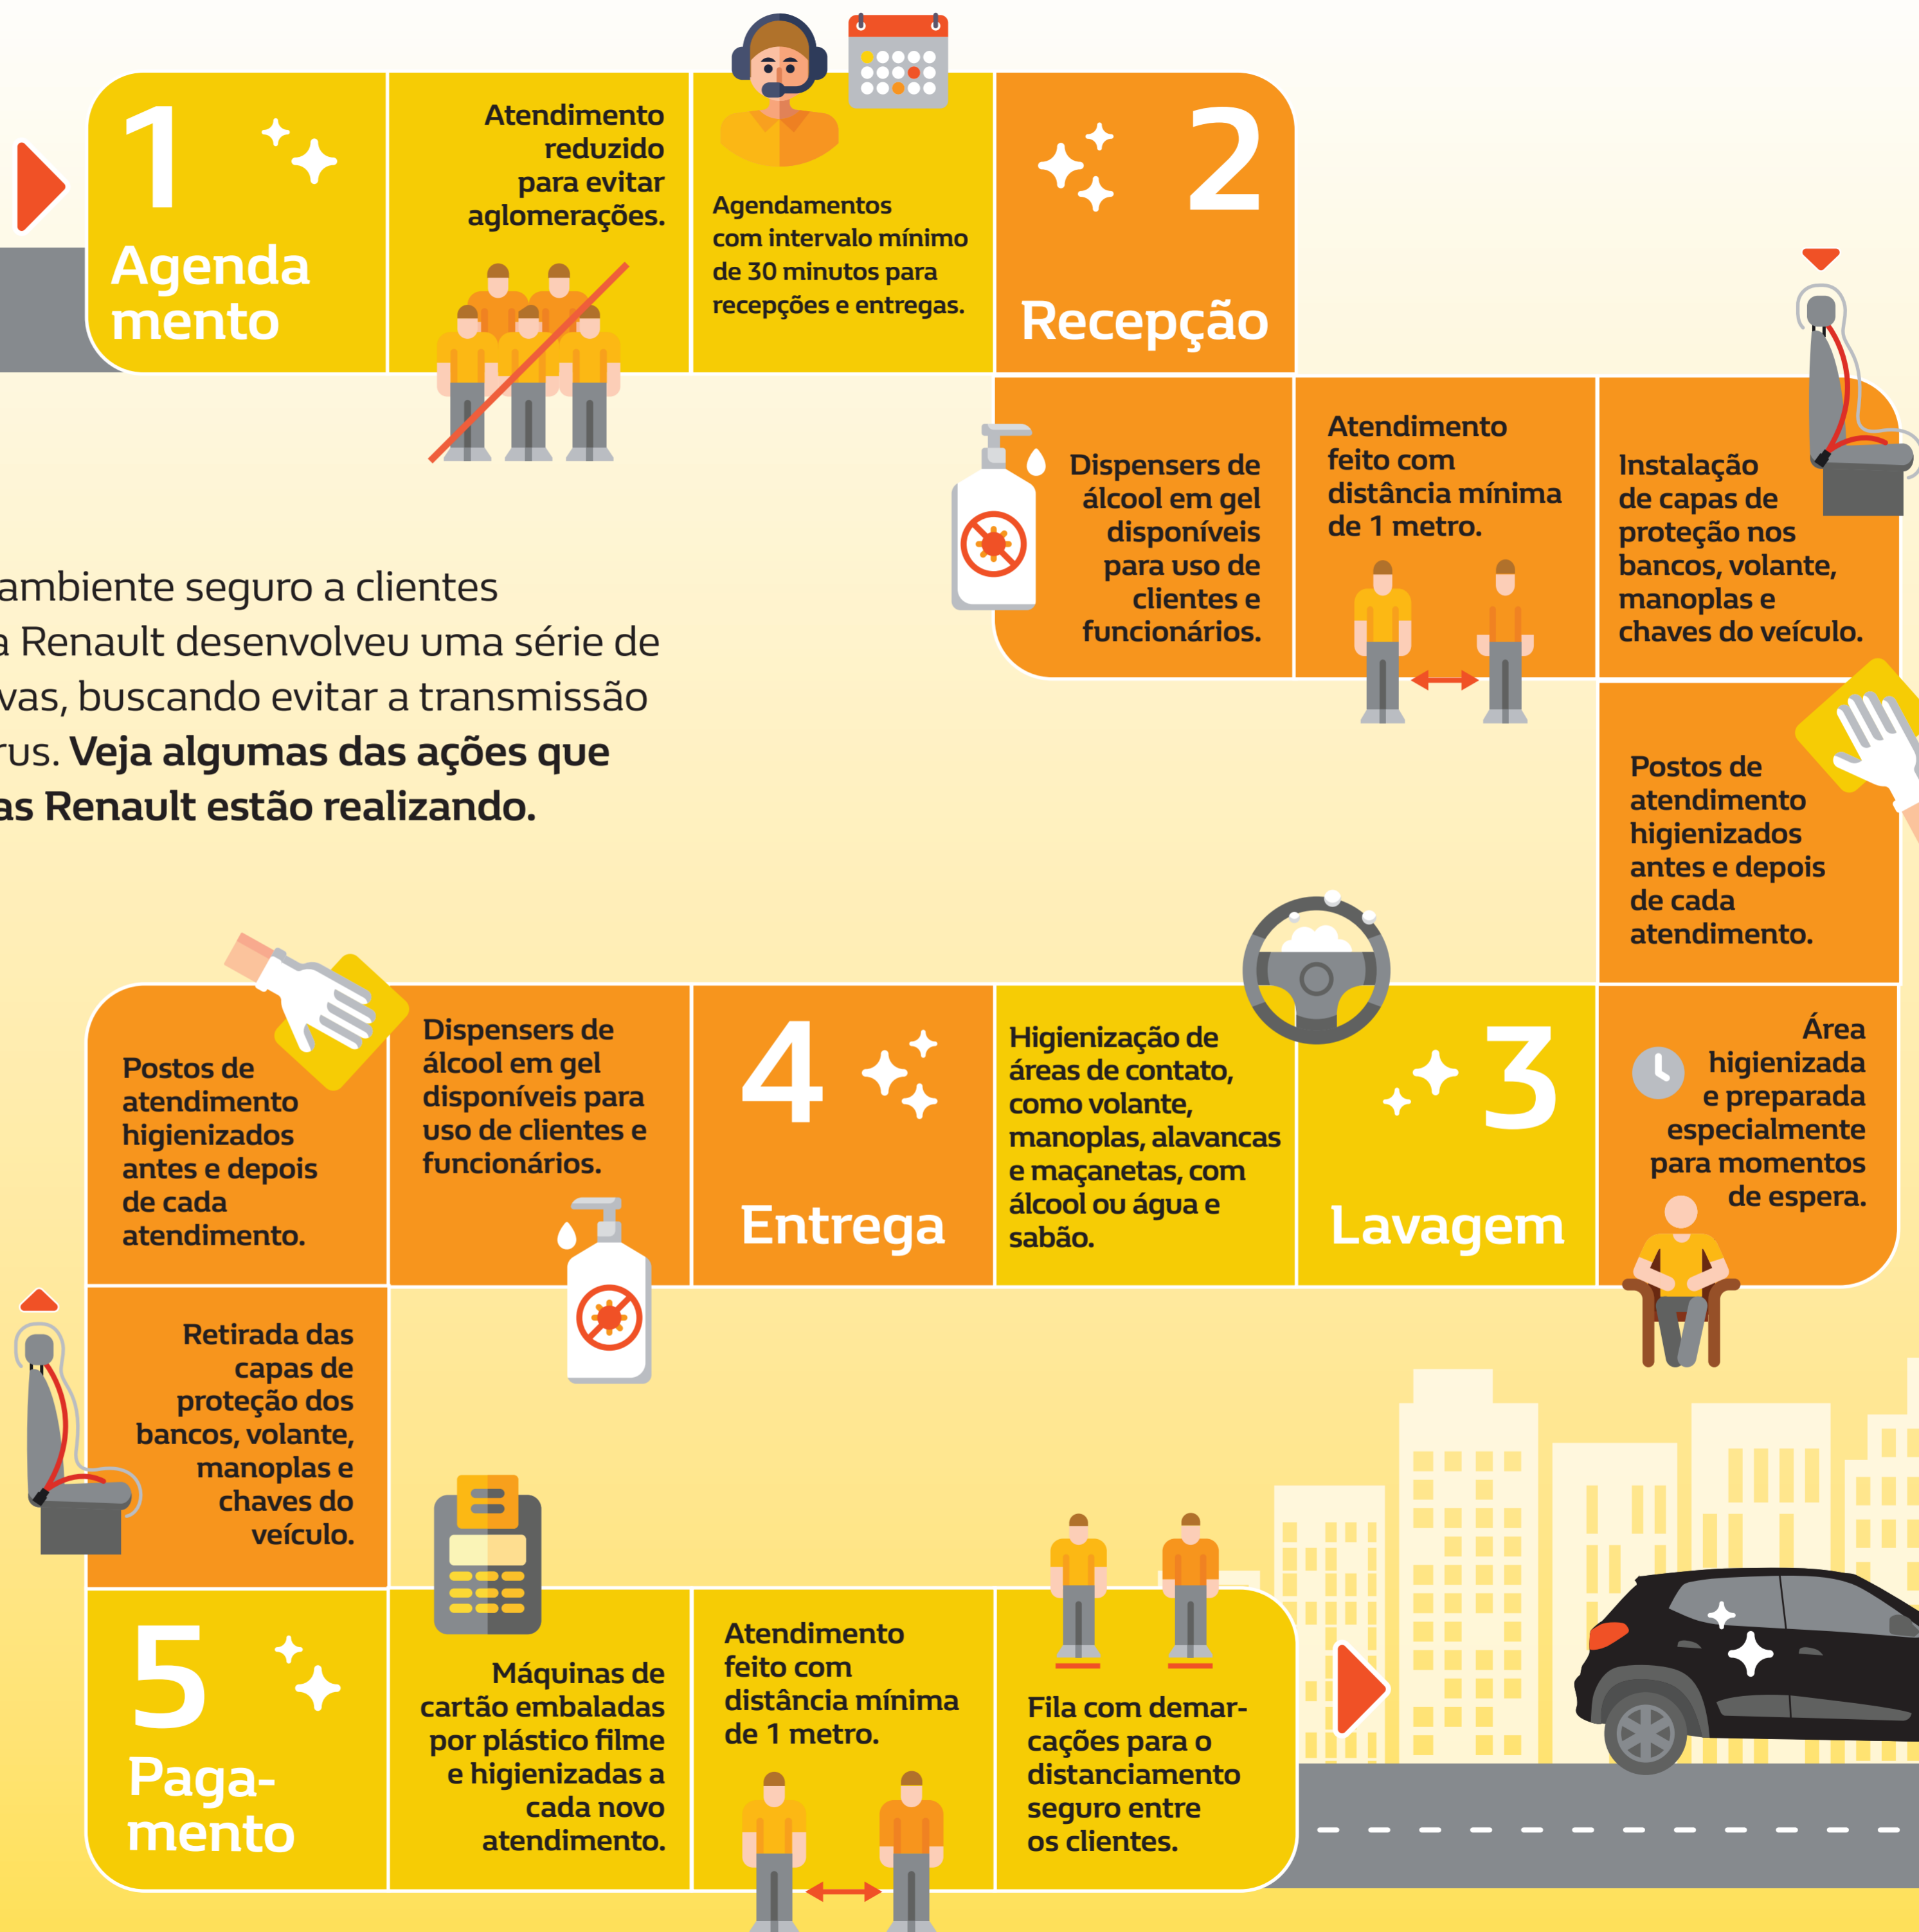 1
Agenda
mento
Atendimento
reduzido
para evitar
aglomerações.
Agendamentos
com intervalo mínimo
de 30 minutos para
recepções e entregas.
2
Recepção
Dispensers de
álcool em gel
disponíveis
para uso de
clientes e
funcionários.
Atendimento
feito com
distância mínima
de 1 metro.
Instalação
de capas de
proteção nos
bancos, volante,
manoplas e
chaves do veículo.
ambiente seguro a clientes
a Renault desenvolveu uma série de
vas, buscando evitar a transmissão
rus. Veja algumas das ações que
as Renault estão realizando.
Postos de
atendimento
higienizados
antes e depois
de cada
atendimento.
Área
higienizada
e preparada
especialmente
para momentos
de espera.
3
Lavagem
Higienização de
áreas de contato,
como volante,
manoplas, alavancas
e maçanetas, com
álcool ou água e
sabão.
4
Entrega
Dispensers de
álcool em gel
disponíveis para
uso de clientes e
funcionários.
Postos de
atendimento
higienizados
antes e depois
de cada
atendimento.
Retirada das
capas de
proteção dos
bancos, volante,
manoplas e
chaves do
veículo.
5
Paga-
mento
Máquinas de
cartão embaladas
por plástico filme
e higienizadas a
cada novo
atendimento.
Atendimento
feito com
distância mínima
de 1 metro.
Fila com demar-
cações para o
distanciamento
seguro entre
os clientes.